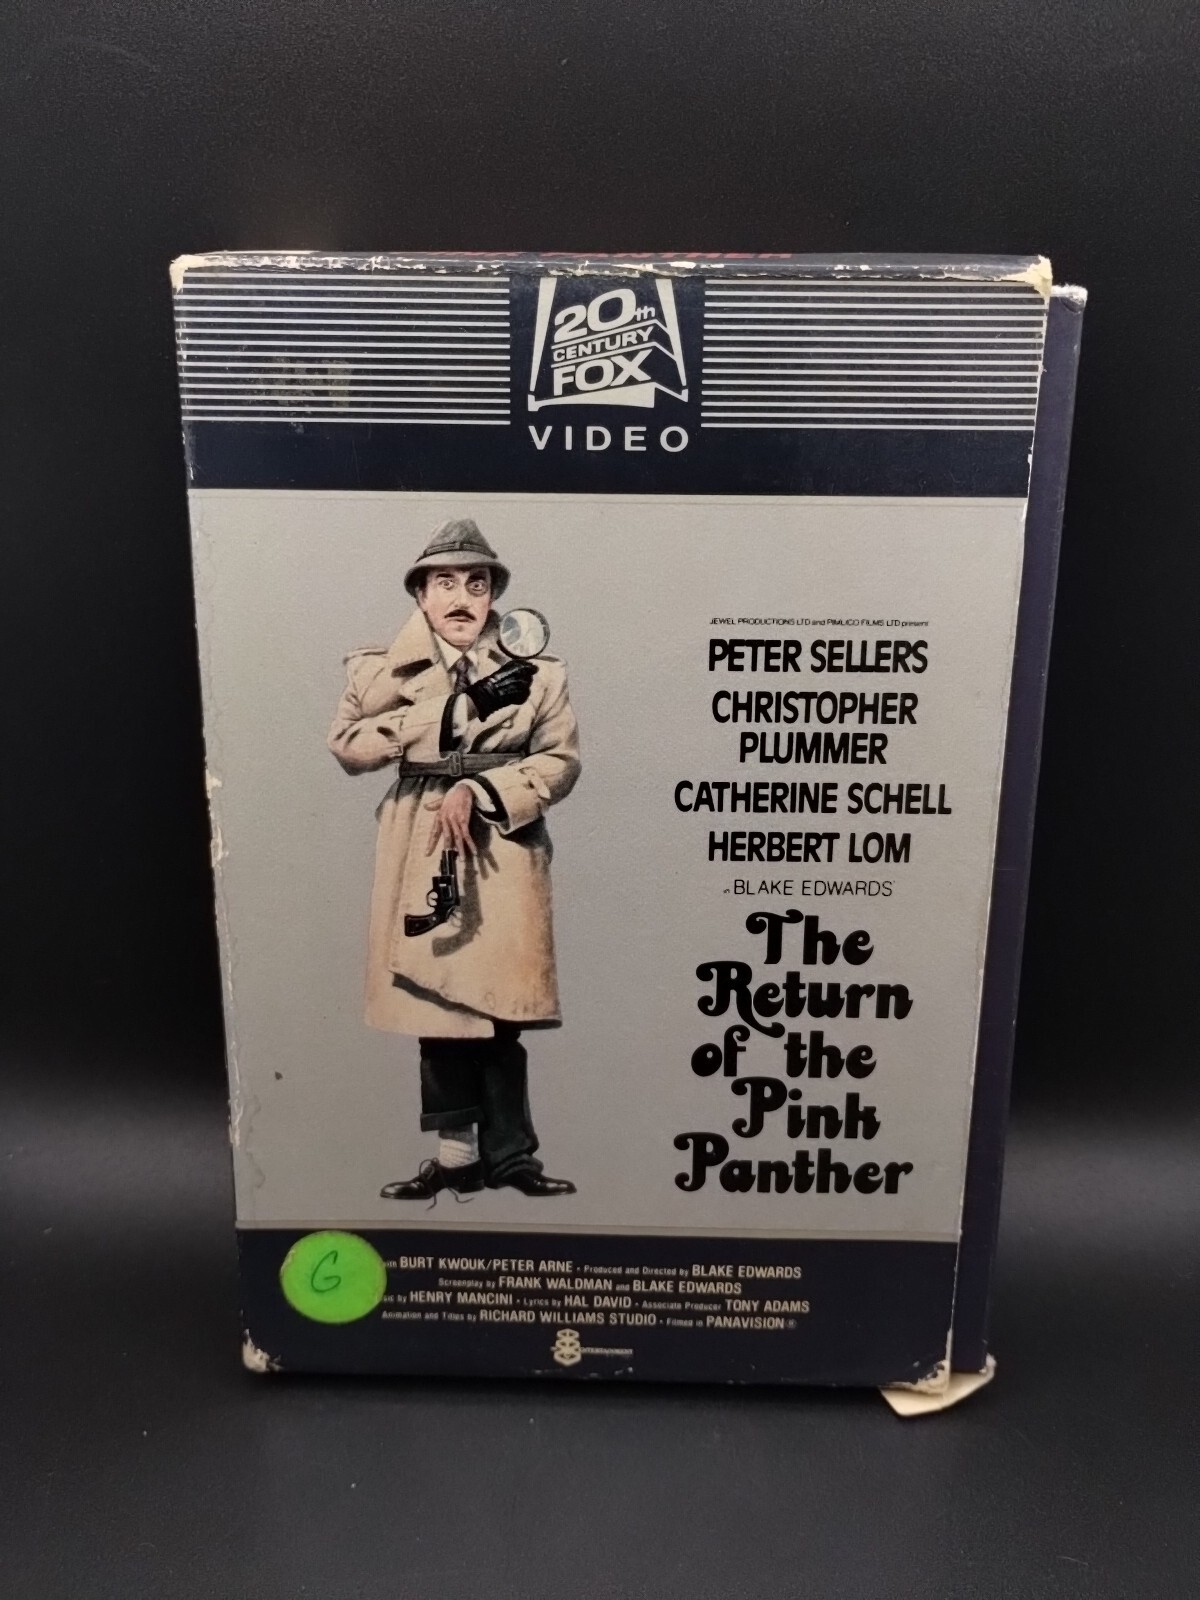 PANTHER
20th
CENTURY
FOX
VIDEO
JEWEL PRODUCTIONS LTD and PIMLICO FILMS LTD present
PETER SELLERS
CHRISTOPHER
PLUMMER
CATHERINE SCHELL
HERBERT LOM
in BLAKE EDWARDS'
The
Return
of the
Pink
Panther
G
with BURT KWOUK/PETER ARNE • Produced and Directed by BLAKE EDWARDS
Screenplay by FRANK WALDMAN and BLAKE EDWARDS
by HENRY MANCINI • Lyrics by HAL DAVID • Associate Producer TONY ADAMS
Animation and Titles by RICHARD WILLIAMS STUDIO • Filmed in PANAVISION®